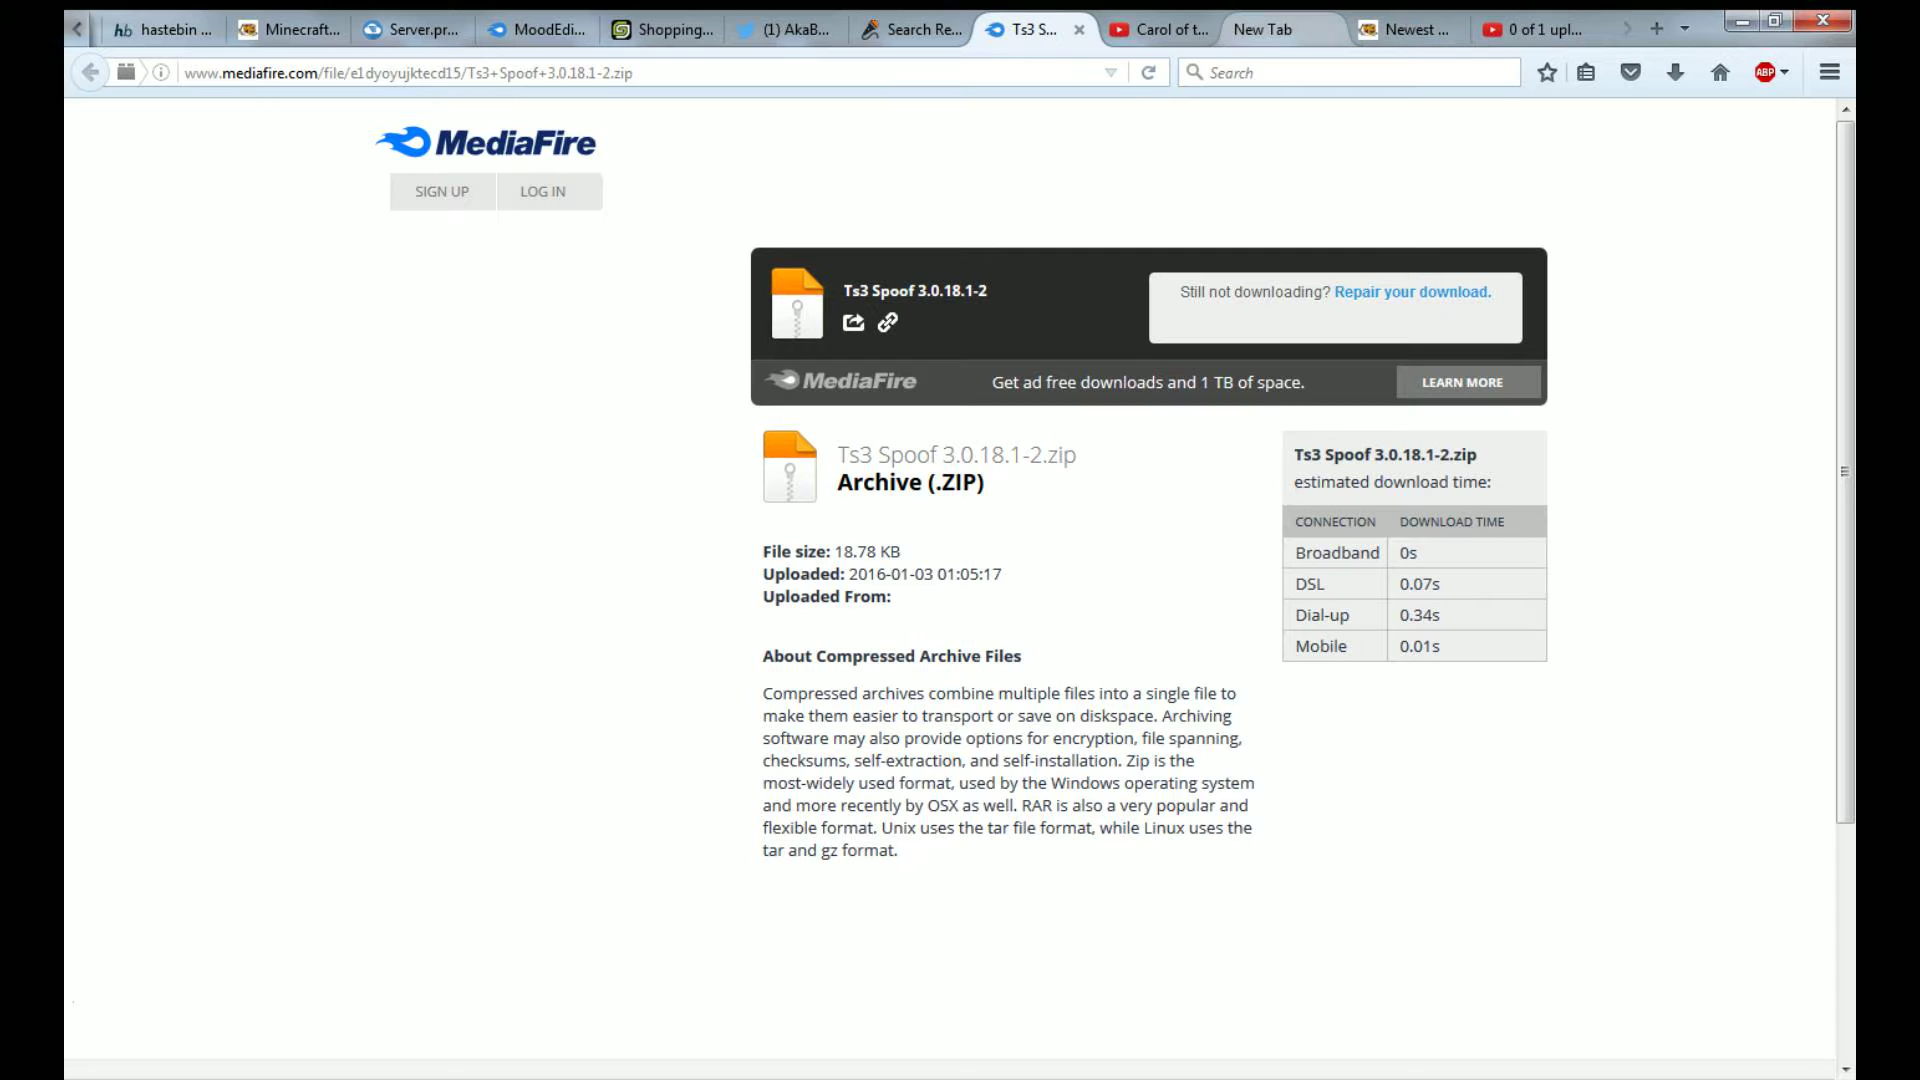 hb hastebin ...
Minecraft...
Server.pr...
MoodEdi...
Shopping...
(1) AkaB...
Search Re...
Ts3 S...
Carol of t...
New Tab
Newest ...
0 of 1 upl...
www.mediafire.com/file/e1dyoyujktecd15/Ts3+Spoof+3.0.18.1-2.zip
Search
ABP
MediaFire
SIGN UP
LOG IN
Ts3 Spoof 3.0.18.1-2
Still not downloading? Repair your download.
MediaFire
Get ad free downloads and 1 TB of space.
LEARN MORE
Ts3 Spoof 3.0.18.1-2.zip
Archive (.ZIP)
File size: 18.78 KB
Uploaded: 2016-01-03 01:05:17
Uploaded From:
Ts3 Spoof 3.0.18.1-2.zip
estimated download time:
CONNECTION DOWNLOAD TIME
Broadband 0s
DSL 0.07s
Dial-up 0.34s
Mobile 0.01s
About Compressed Archive Files
Compressed archives combine multiple files into a single file to
make them easier to transport or save on diskspace. Archiving
software may also provide options for encryption, file spanning,
checksums, self-extraction, and self-installation. Zip is the
most-widely used format, used by the Windows operating system
and more recently by OSX as well. RAR is also a very popular and
flexible format. Unix uses the tar file format, while Linux uses the
tar and gz format.